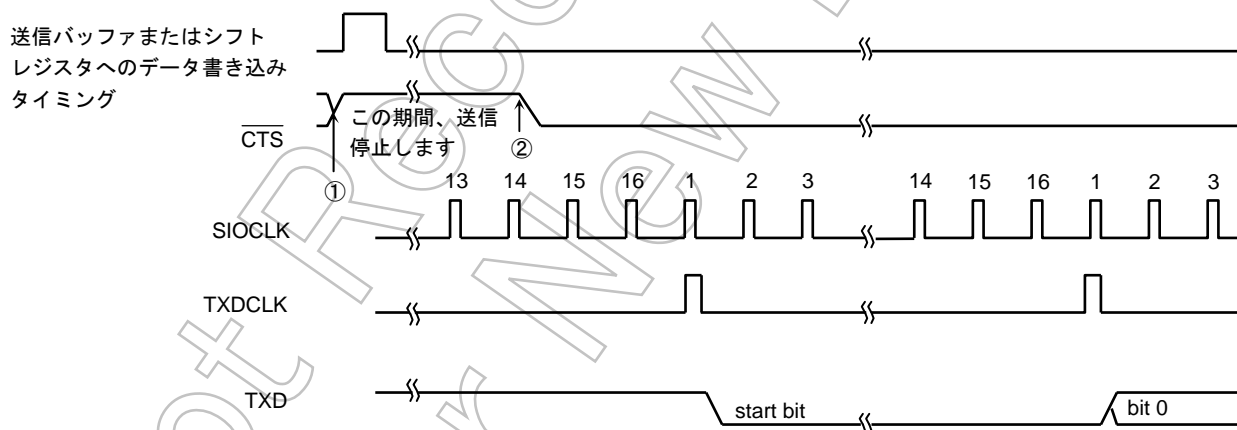 送信バッファまたはシフト
レジスタへのデータ書き込み
タイミング
CTS
この期間、送信
停止します
①
②
13 14 15 16 1 2 3 14 15 16 1 2 3
SIOCLK
TXDCLK
TXD
start bit
bit 0